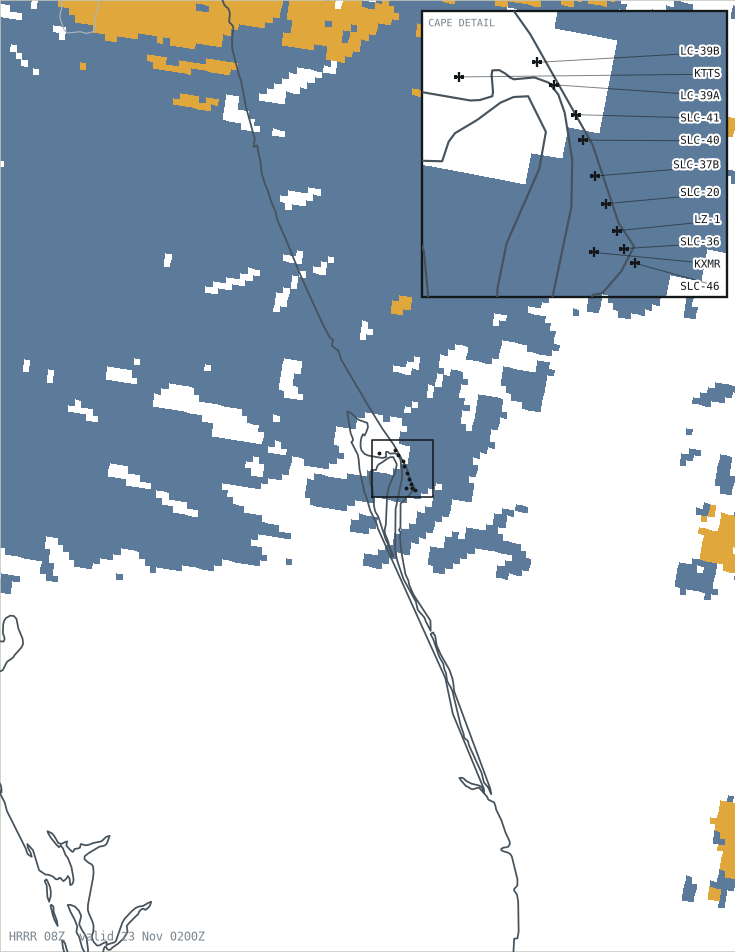 CAPE DETAIL
LC-39B
KTTS
LC-39A
SLC-41
SLC-40
SLC-37B
SLC-20
LZ-1
SLC-36
KXMR
SLC-46
HRRR 08Z valid 23 Nov 0200Z